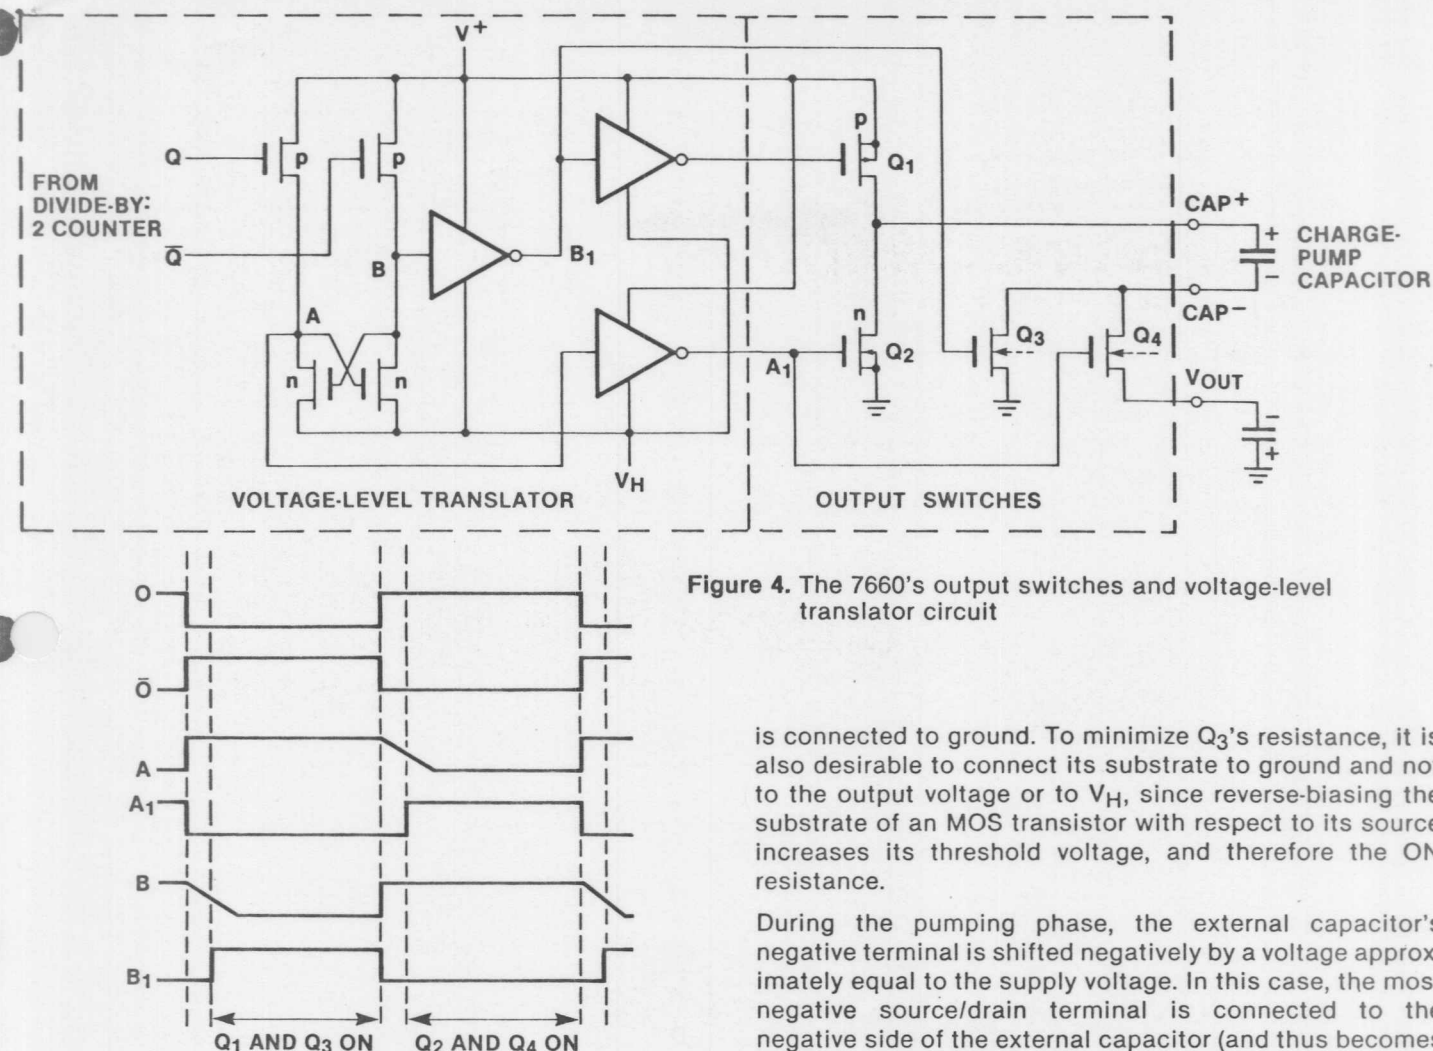 V+
Q
p
p
FROM
DIVIDE-BY:
2 COUNTER
Q̅
B
B1
A
n
n
VH
VOLTAGE-LEVEL TRANSLATOR
p
Q1
CAP+
+
CHARGE-
PUMP
CAPACITOR
−
CAP−
n
Q2
A1
Q3
Q4
VOUT
−
+
OUTPUT SWITCHES
Figure 4. The 7660's output switches and voltage-level
translator circuit
O
O̅
A
A1
B
B1
Q1 AND Q3 ON
Q2 AND Q4 ON
is connected to ground. To minimize Q3's resistance, it is
also desirable to connect its substrate to ground and no
to the output voltage or to VH, since reverse-biasing the
substrate of an MOS transistor with respect to its source
increases its threshold voltage, and therefore the ON
resistance.
During the pumping phase, the external capacitor's
negative terminal is shifted negatively by a voltage approx
imately equal to the supply voltage. In this case, the mos
negative source/drain terminal is connected to the
negative side of the external capacitor (and thus becomes